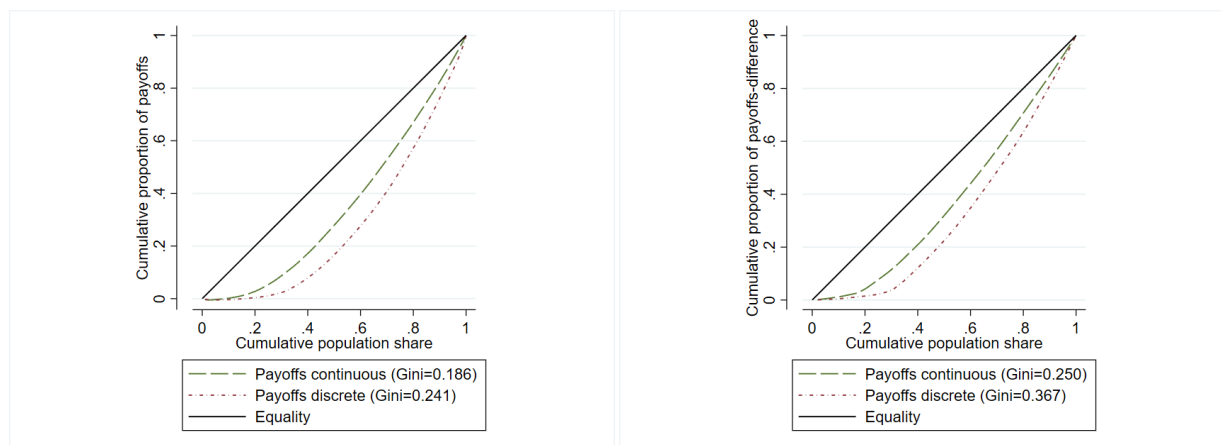 Cumulative proportion of payoffs
1
.8
.6
.4
.2
0
0 .2 .4 .6 .8 1
Cumulative population share
Payoffs continuous (Gini=0.186)
Payoffs discrete (Gini=0.241)
Equality
Cumulative proportion of payoffs-difference
1
.8
.6
.4
.2
0
0 .2 .4 .6 .8 1
Cumulative population share
Payoffs continuous (Gini=0.250)
Payoffs discrete (Gini=0.367)
Equality